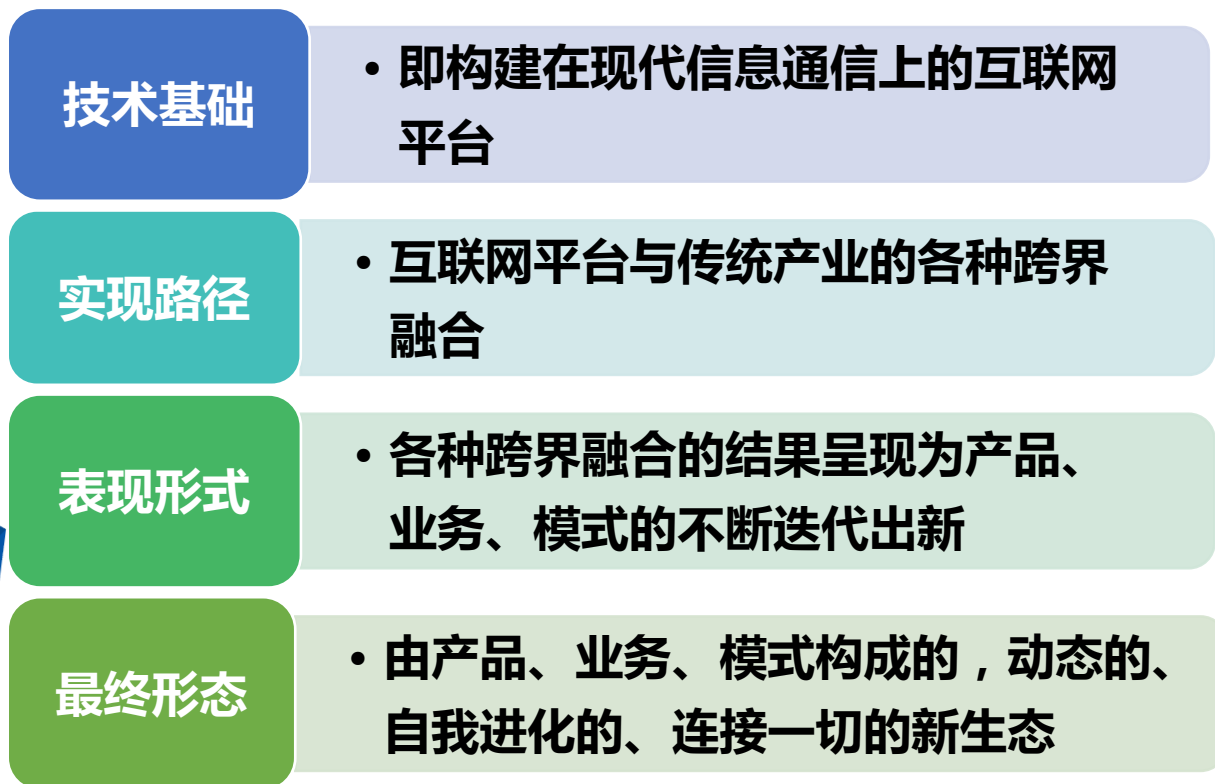 技术基础
• 即构建在现代信息通信上的互联网
平台
实现路径
• 互联网平台与传统产业的各种跨界
融合
表现形式
• 各种跨界融合的结果呈现为产品、
业务、模式的不断迭代出新
最终形态
• 由产品、业务、模式构成的，动态的、
自我进化的、连接一切的新生态